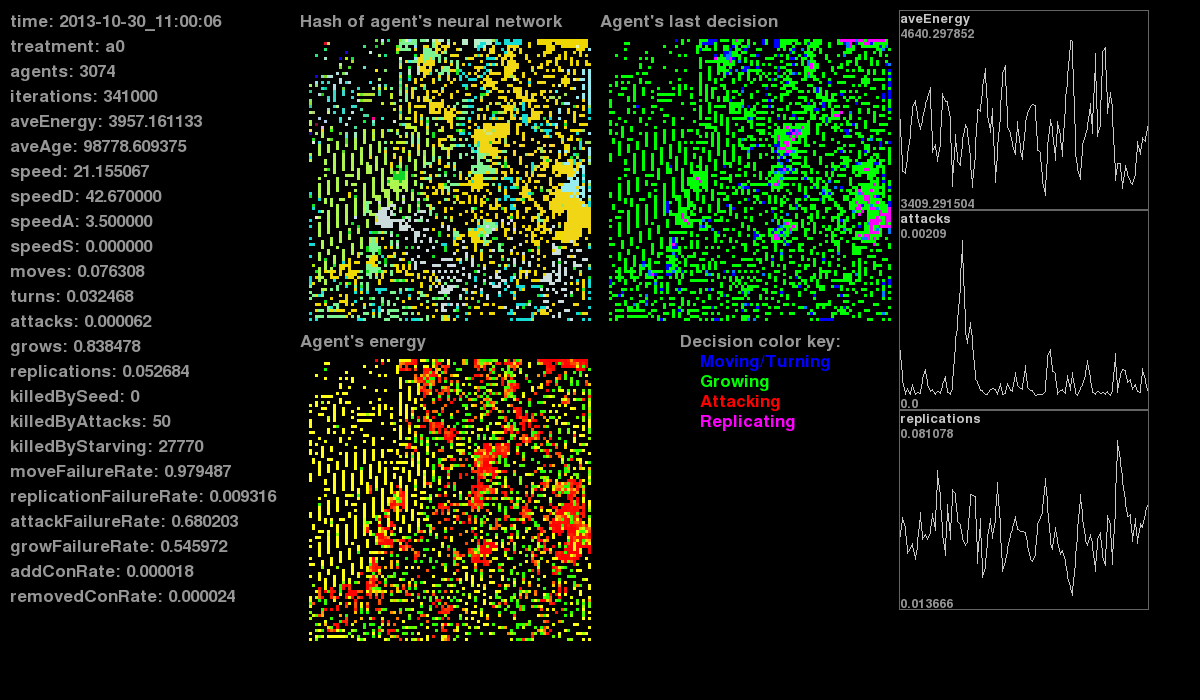 time: 2013-10-30_11:00:06
treatment: a0
agents: 3074
iterations: 341000
aveEnergy: 3957.161133
aveAge: 98778.609375
speed: 21.155067
speedD: 42.670000
speedA: 3.500000
speedS: 0.000000
moves: 0.076308
turns: 0.032468
attacks: 0.000062
grows: 0.838478
replications: 0.052684
killedBySeed: 0
killedByAttacks: 50
killedByStarving: 27770
moveFailureRate: 0.979487
replicationFailureRate: 0.009316
attackFailureRate: 0.680203
growFailureRate: 0.545972
addConRate: 0.000018
removedConRate: 0.000024
Hash of agent's neural network
Agent's last decision
Agent's energy
Decision color key:
Moving/Turning
Growing
Attacking
Replicating
aveEnergy
4640.297852
3409.291504
attacks
0.00209
0.0
replications
0.081078
0.013666